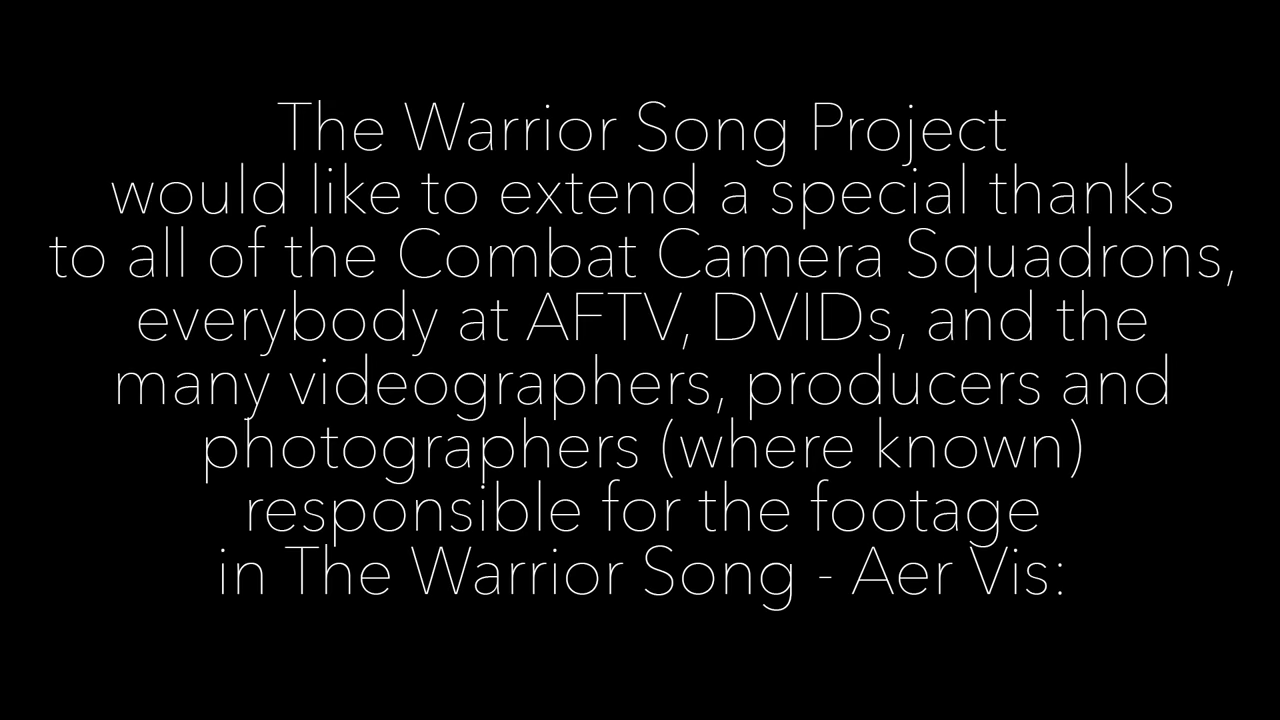 The Warrior Song Project
would like to extend a special thanks
to all of the Combat Camera Squadrons,
everybody at AFTV, DVIDs, and the
many videographers, producers and
photographers (where known)
responsible for the footage
in The Warrior Song - Aer Vis: